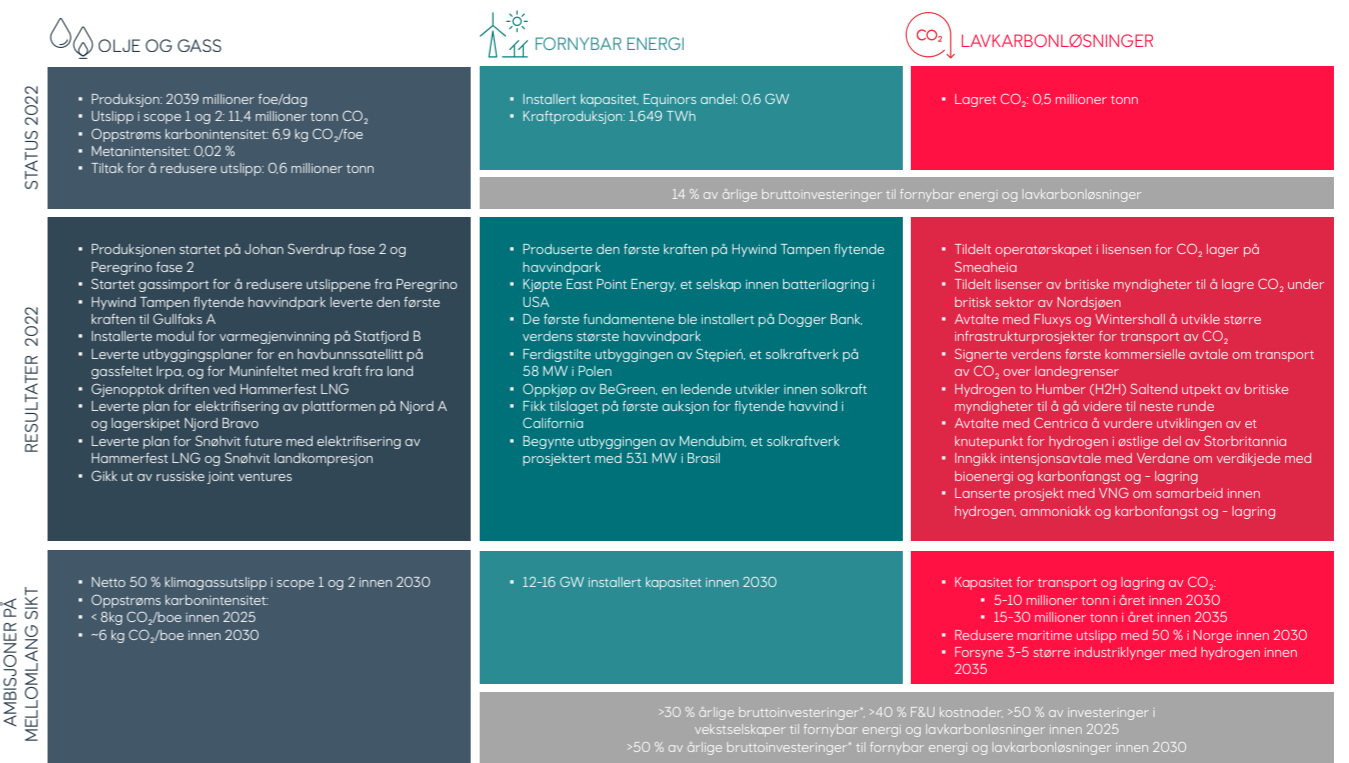 OLJE OG GASS
FORNYBAR ENERGI
CO₂
LAVKARBONLØSNINGER
STATUS 2022
▪ Produksjon: 2039 millioner foe/dag
▪ Utslipp i scope 1 og 2: 11,4 millioner tonn CO₂
▪ Oppstrøms karbonintensitet: 6,9 kg CO₂/foe
▪ Metanintensitet: 0,02 %
▪ Tiltak for å redusere utslipp: 0,6 millioner tonn
▪ Installert kapasitet, Equinors andel: 0,6 GW
▪ Kraftproduksjon: 1,649 TWh
▪ Lagret CO₂: 0,5 millioner tonn
14 % av årlige bruttoinvesteringer til fornybar energi og lavkarbonløsninger
RESULTATER 2022
▪ Produksjonen startet på Johan Sverdrup fase 2 og
Peregrino fase 2
▪ Startet gassimport for å redusere utslippene fra Peregrino
▪ Hywind Tampen flytende havvindpark leverte den første
kraften til Gullfaks A
▪ Installerte modul for varmegjenvinning på Statfjord B
▪ Leverte utbyggingsplaner for en havbunnssatellitt på
gassfeltet Irpa, og for Muninfeltet med kraft fra land
▪ Gjenopptok driften ved Hammerfest LNG
▪ Leverte plan for elektrifisering av plattformen på Njord A
og lagerskipet Njord Bravo
▪ Leverte plan for Snøhvit future med elektrifisering av
Hammerfest LNG og Snøhvit landkompresjon
▪ Gikk ut av russiske joint ventures
▪ Produserte den første kraften på Hywind Tampen flytende
havvindpark
▪ Kjøpte East Point Energy, et selskap innen batterilagring i
USA
▪ De første fundamentene ble installert på Dogger Bank,
verdens største havvindpark
▪ Ferdigstilte utbyggingen av Stępień, et solkraftverk på
58 MW i Polen
▪ Oppkjøp av BeGreen, en ledende utvikler innen solkraft
▪ Fikk tilslaget på første auksjon for flytende havvind i
California
▪ Begynte utbyggingen av Mendubim, et solkraftverk
prosjektert med 531 MW i Brasil
▪ Tildelt operatørskapet i lisensen for CO₂ lager på
Smeaheia
▪ Tildelt lisenser av britiske myndigheter til å lagre CO₂ under
britisk sektor av Nordsjøen
▪ Avtalte med Fluxys og Wintershall å utvikle større
infrastrukturprosjekter for transport av CO₂
▪ Signerte verdens første kommersielle avtale om transport
av CO₂ over landegrenser
▪ Hydrogen to Humber (H2H) Saltend utpekt av britiske
myndigheter til å gå videre til neste runde
▪ Avtalte med Centrica å vurdere utviklingen av et
knutepunkt for hydrogen i østlige del av Storbritannia
▪ Inngikk intensjonsavtale med Verdane om verdikjede med
bioenergi og karbonfangst og - lagring
▪ Lanserte prosjekt med VNG om samarbeid innen
hydrogen, ammoniakk og karbonfangst og - lagring
AMBISJONER PÅ
MELLOMLANG SIKT
▪ Netto 50 % klimagassutslipp i scope 1 og 2 innen 2030
▪ Oppstrøms karbonintensitet:
▪ < 8kg CO₂/boe innen 2025
▪ ~6 kg CO₂/boe innen 2030
▪ 12-16 GW installert kapasitet innen 2030
▪ Kapasitet for transport og lagring av CO₂:
▪ 5-10 millioner tonn i året innen 2030
▪ 15-30 millioner tonn i året innen 2035
▪ Redusere maritime utslipp med 50 % i Norge innen 2030
▪ Forsyne 3-5 større industriklynger med hydrogen innen
2035
>30 % årlige bruttoinvesteringer*, >40 % F&U kostnader, >50 % av investeringer i
vekstselskaper til fornybar energi og lavkarbonløsninger innen 2025
>50 % av årlige bruttoinvesteringer* til fornybar energi og lavkarbonløsninger innen 2030